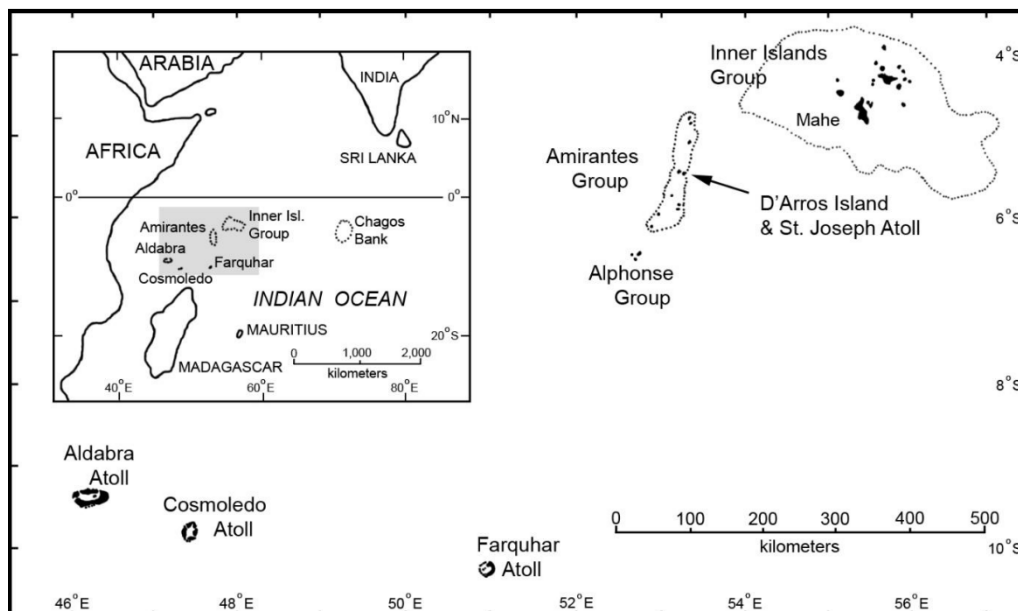 Inner Islands
Group
Mahe
4°S
Amirantes
Group
D'Arros Island
& St. Joseph Atoll
6°S
Alphonse
Group
8°S
ARABIA
INDIA
AFRICA
10°N
SRI LANKA
0°
0°
Amirantes
Inner Isl.
Group
Chagos
Bank
Aldabra
Cosmoledo
Farquhar
INDIAN OCEAN
MAURITIUS
20°S
MADAGASCAR
0 1,000 2,000
kilometers
40°E 60°E 80°E
Aldabra
Atoll
Cosmoledo
Atoll
Farquhar
Atoll
0 100 200 300 400 500
kilometers
10°S
46°E 48°E 50°E 52°E 54°E 56°E